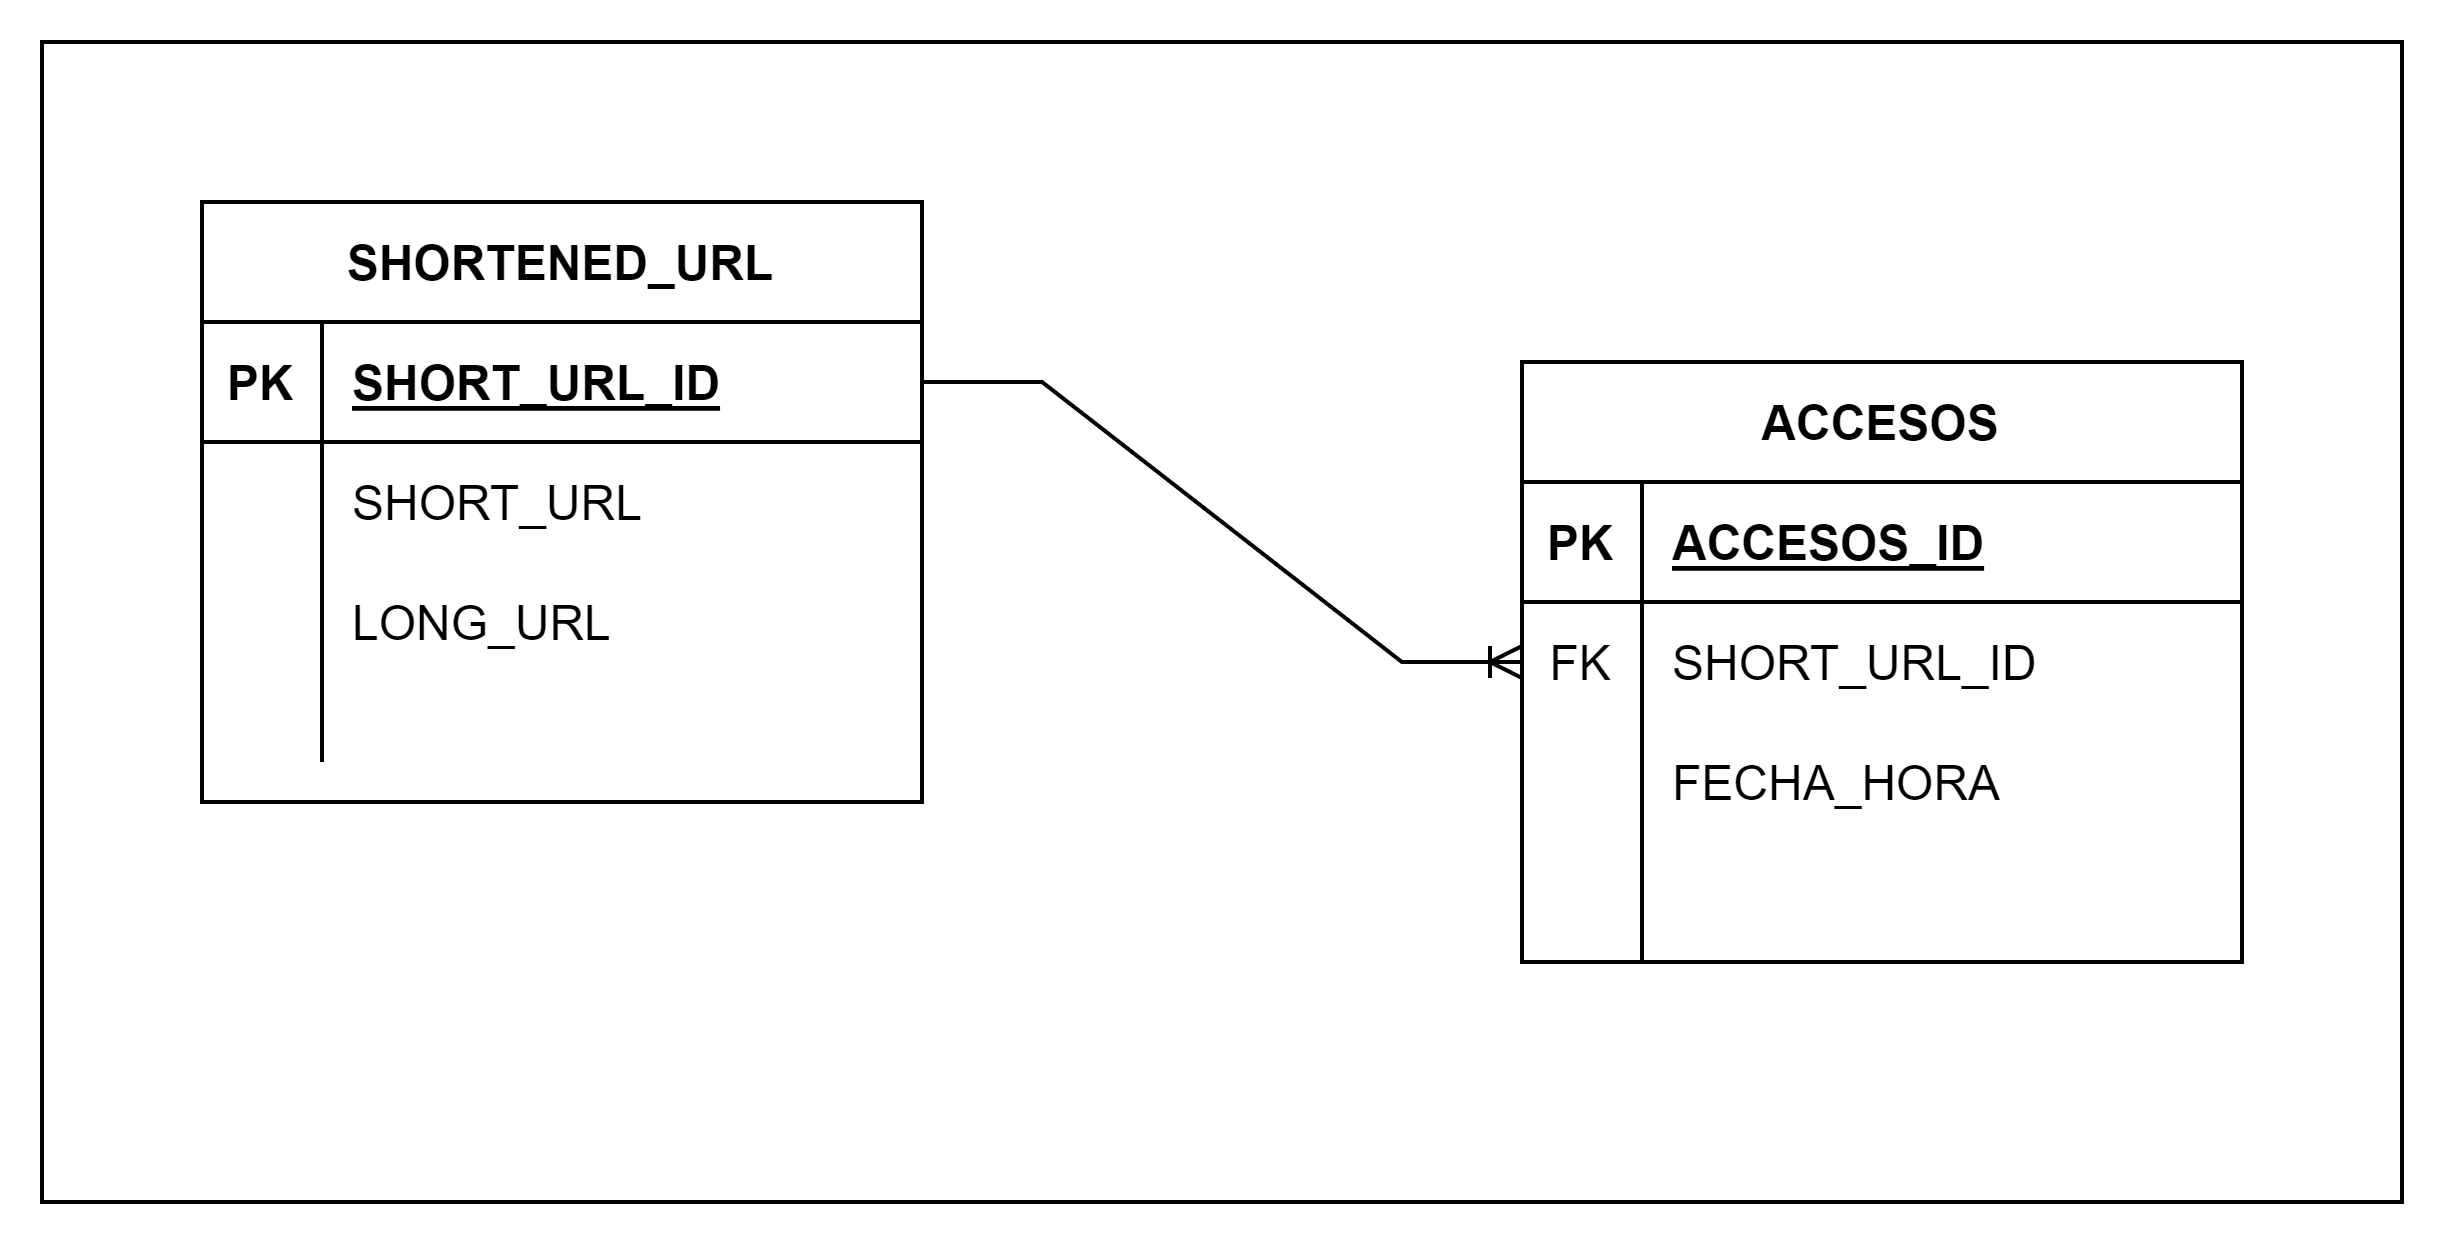 SHORTENED_URL
PK SHORT_URL_ID
SHORT_URL
LONG_URL
ACCESOS
PK ACCESOS_ID
FK SHORT_URL_ID
FECHA_HORA